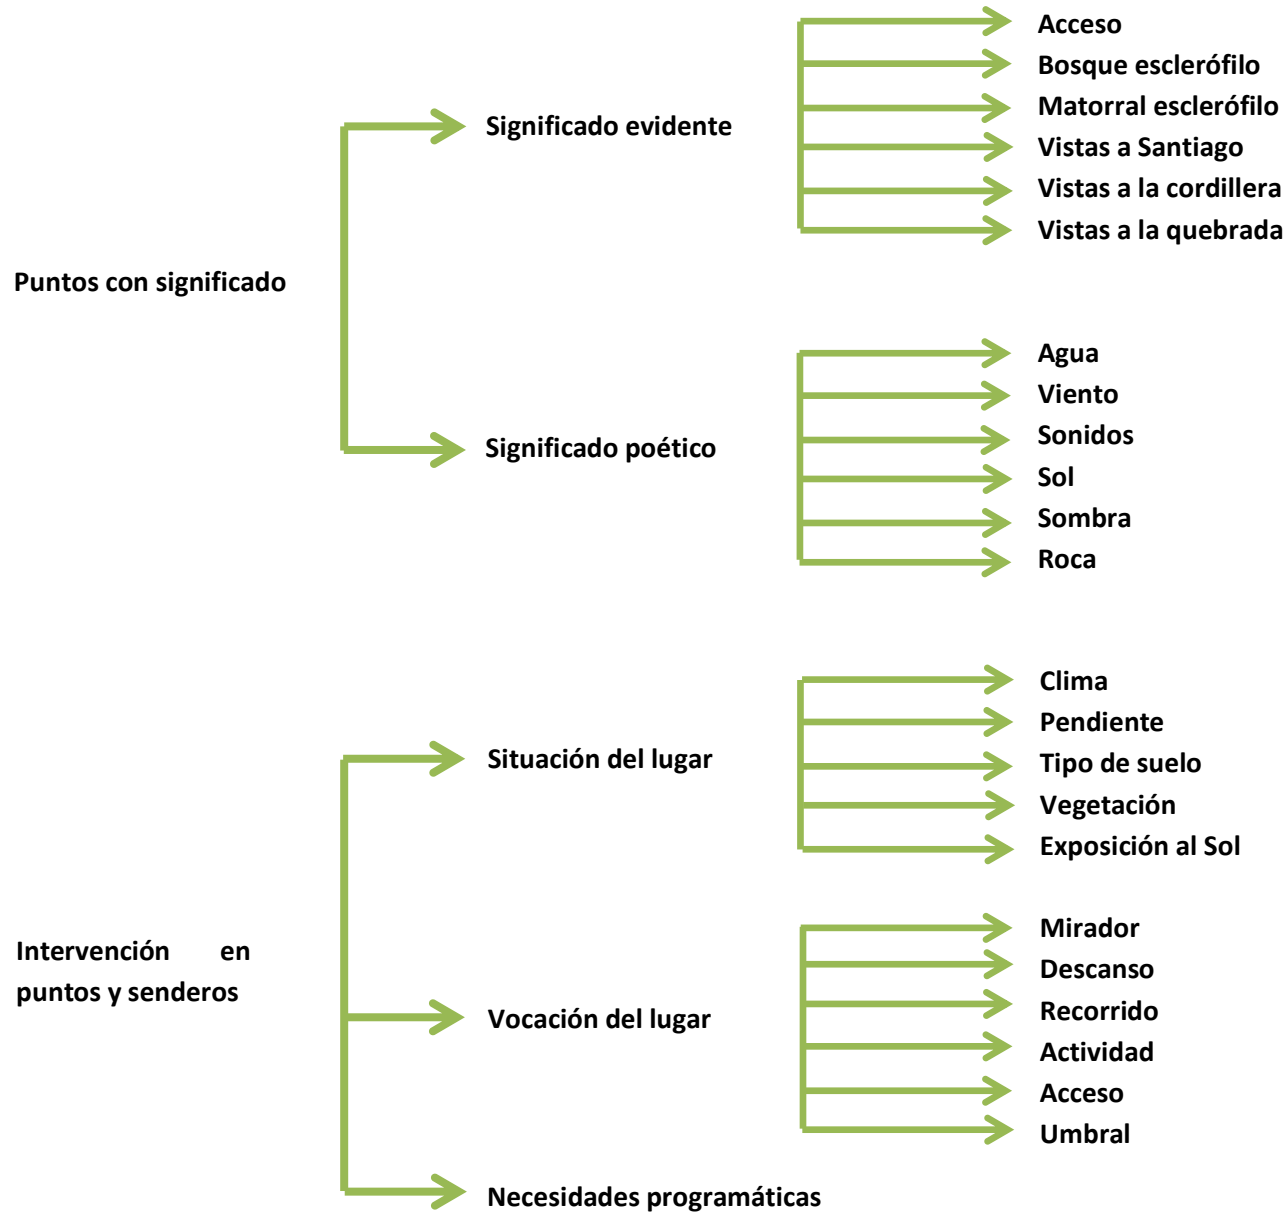 Puntos con significado
Significado evidente
Acceso
Bosque esclerófilo
Matorral esclerófilo
Vistas a Santiago
Vistas a la cordillera
Vistas a la quebrada
Significado poético
Agua
Viento
Sonidos
Sol
Sombra
Roca
Intervención en
puntos y senderos
Situación del lugar
Clima
Pendiente
Tipo de suelo
Vegetación
Exposición al Sol
Vocación del lugar
Mirador
Descanso
Recorrido
Actividad
Acceso
Umbral
Necesidades programáticas